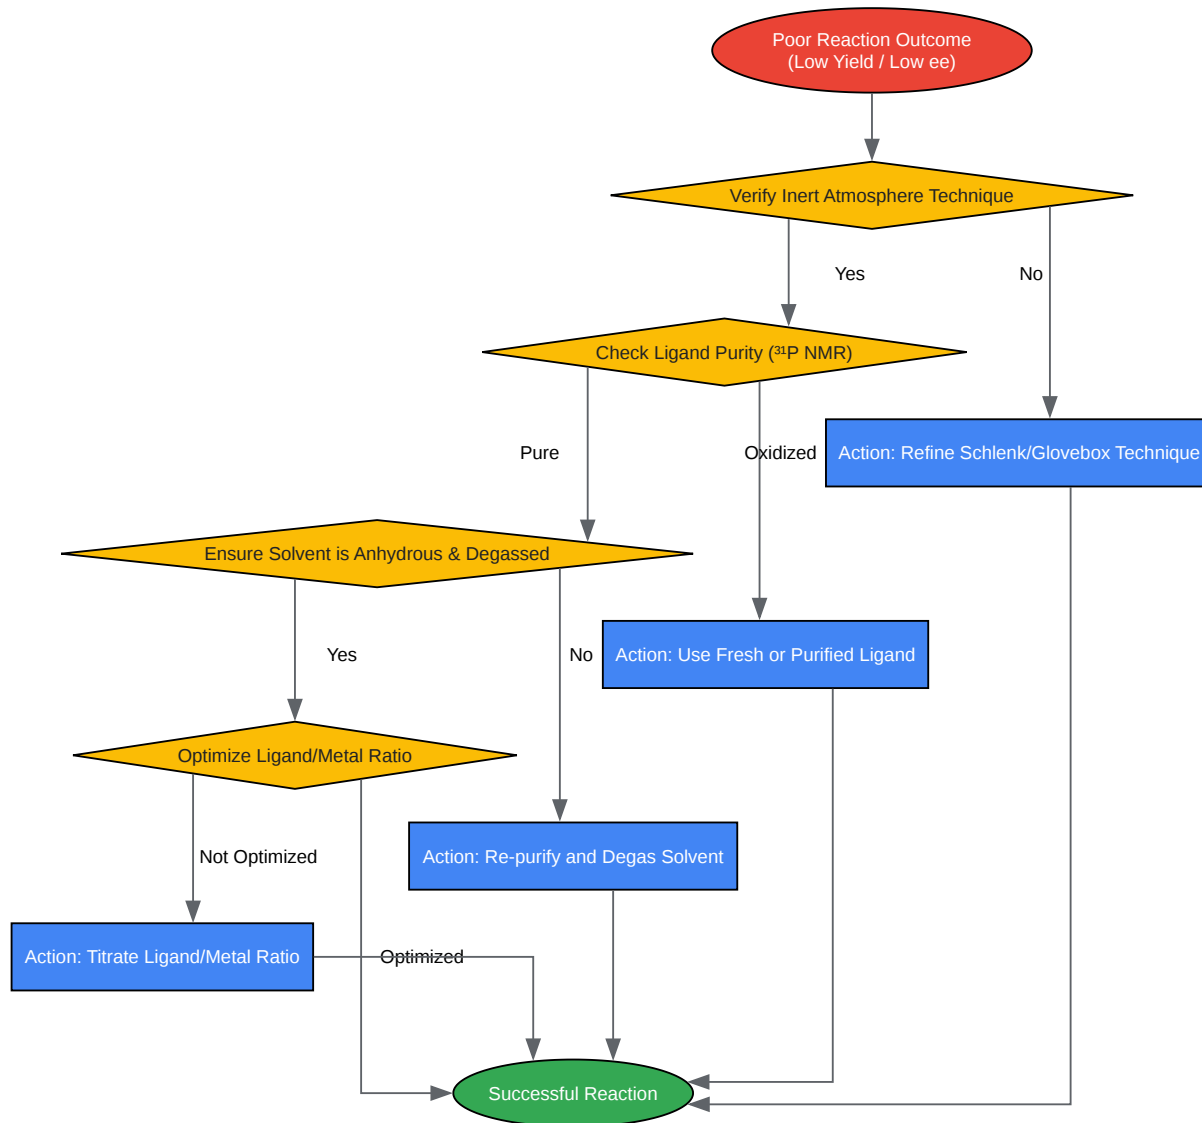 Poor Reaction Outcome
(Low Yield / Low ee)
Verify Inert Atmosphere Technique
Yes
No
Check Ligand Purity (³¹P NMR)
Pure
Oxidized
Action: Refine Schlenk/Glovebox Technique
Ensure Solvent is Anhydrous & Degassed
Yes
No
Action: Use Fresh or Purified Ligand
Optimize Ligand/Metal Ratio
Not Optimized
Action: Re-purify and Degas Solvent
Action: Titrate Ligand/Metal Ratio
Optimized
Successful Reaction